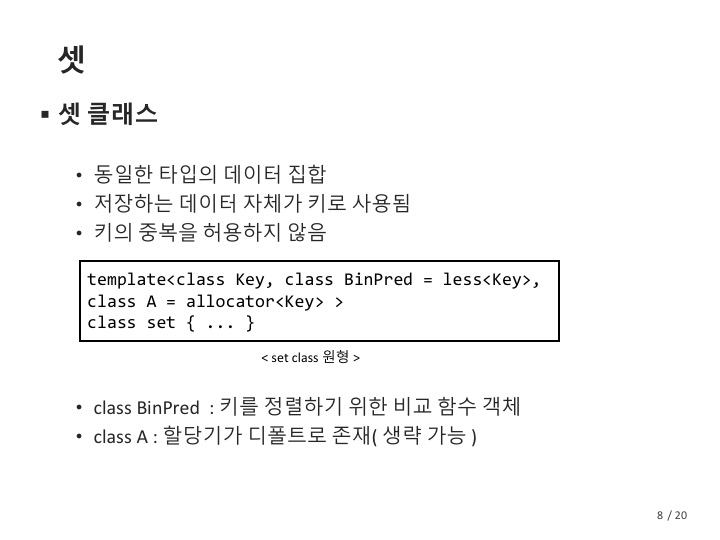 셋
▪ 셋 클래스
• 동일한 타입의 데이터 집합
• 저장하는 데이터 자체가 키로 사용됨
• 키의 중복을 허용하지 않음
template<class Key, class BinPred = less<Key>,
class A = allocator<Key> >
class set { ... }
< set class 원형 >
• class BinPred : 키를 정렬하기 위한 비교 함수 객체
• class A : 할당기가 디폴트로 존재( 생략 가능 )
8 / 20